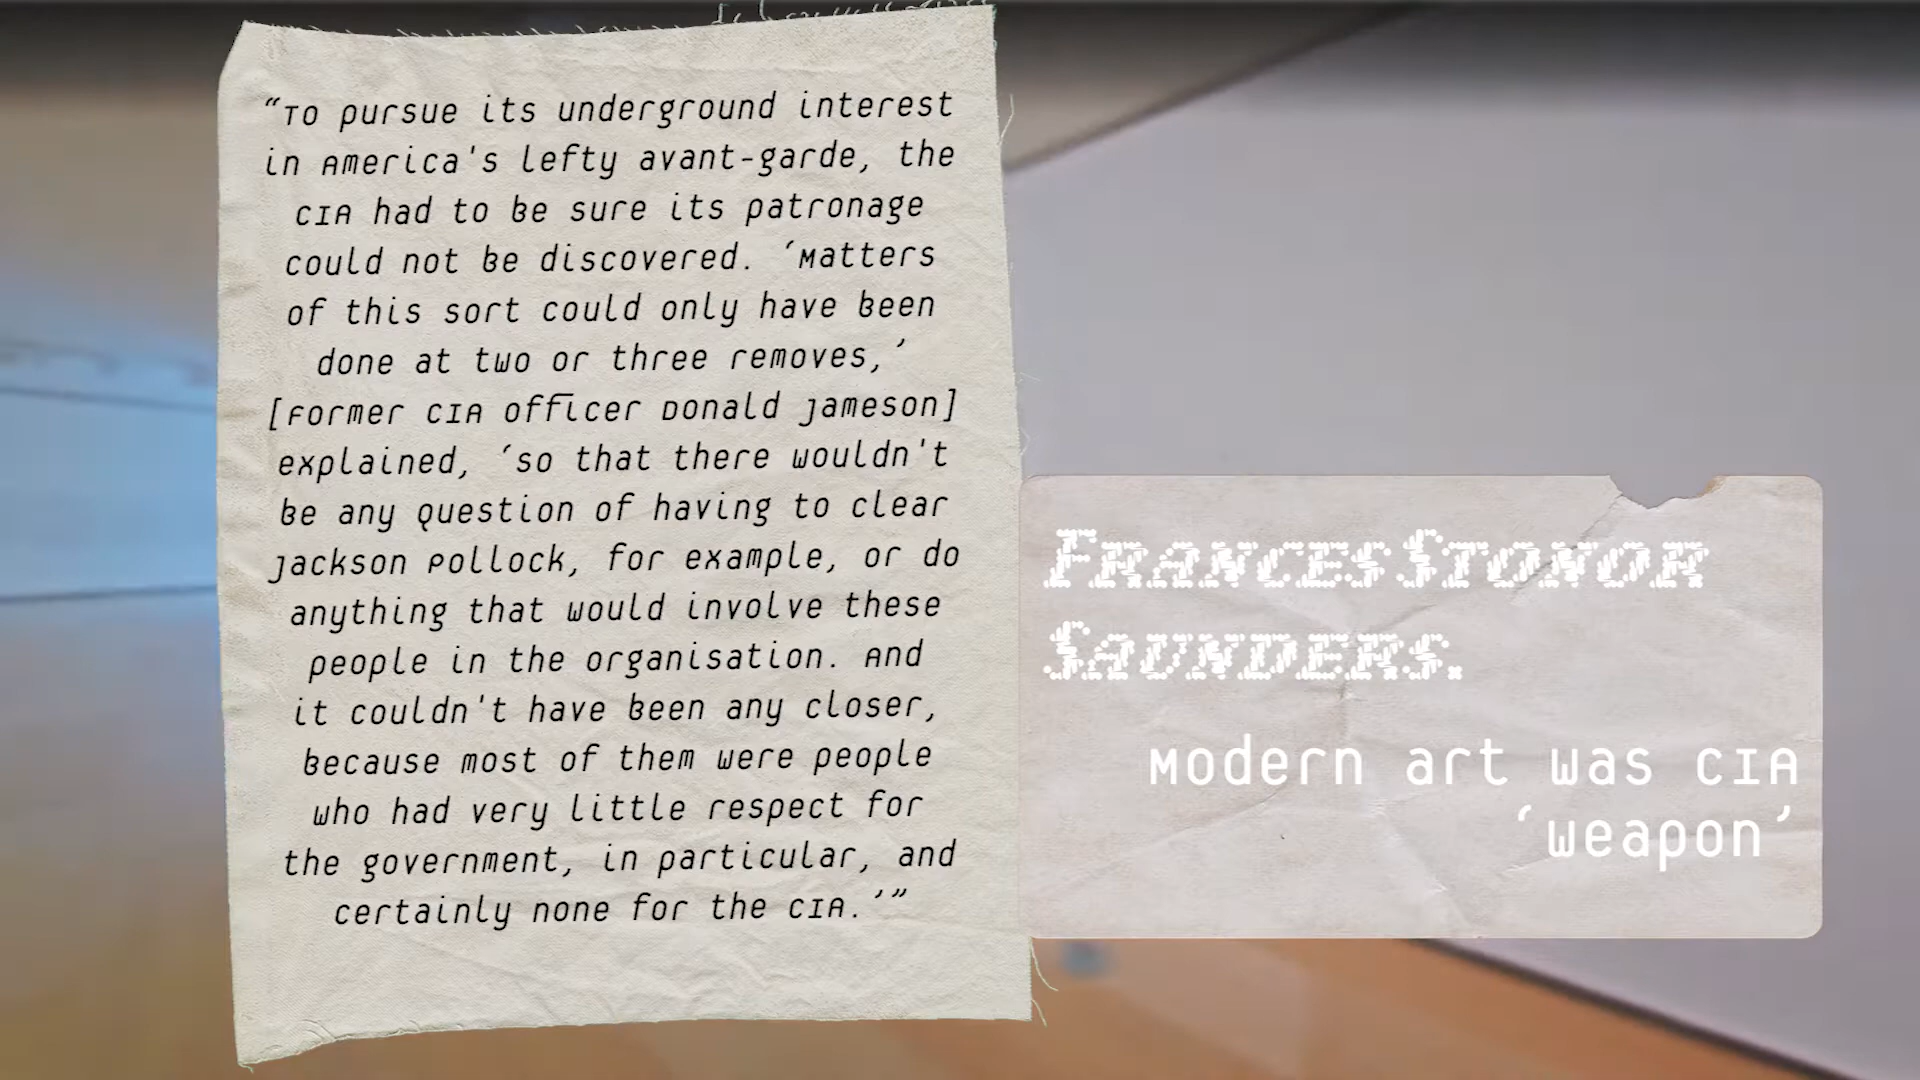 “To pursue its underground interest
in America's lefty avant-garde, the
CIA had to be sure its patronage
could not be discovered. ‘Matters
of this sort could only have been
done at two or three removes,’
[Former CIA officer Donald Jameson]
explained, ‘so that there wouldn't
be any question of having to clear
Jackson Pollock, for example, or do
anything that would involve these
people in the organisation. And
it couldn't have been any closer,
because most of them were people
who had very little respect for
the government, in particular, and
certainly none for the CIA.’”
Frances Stonor
Saunders.
Modern art was CIA
‘weapon’